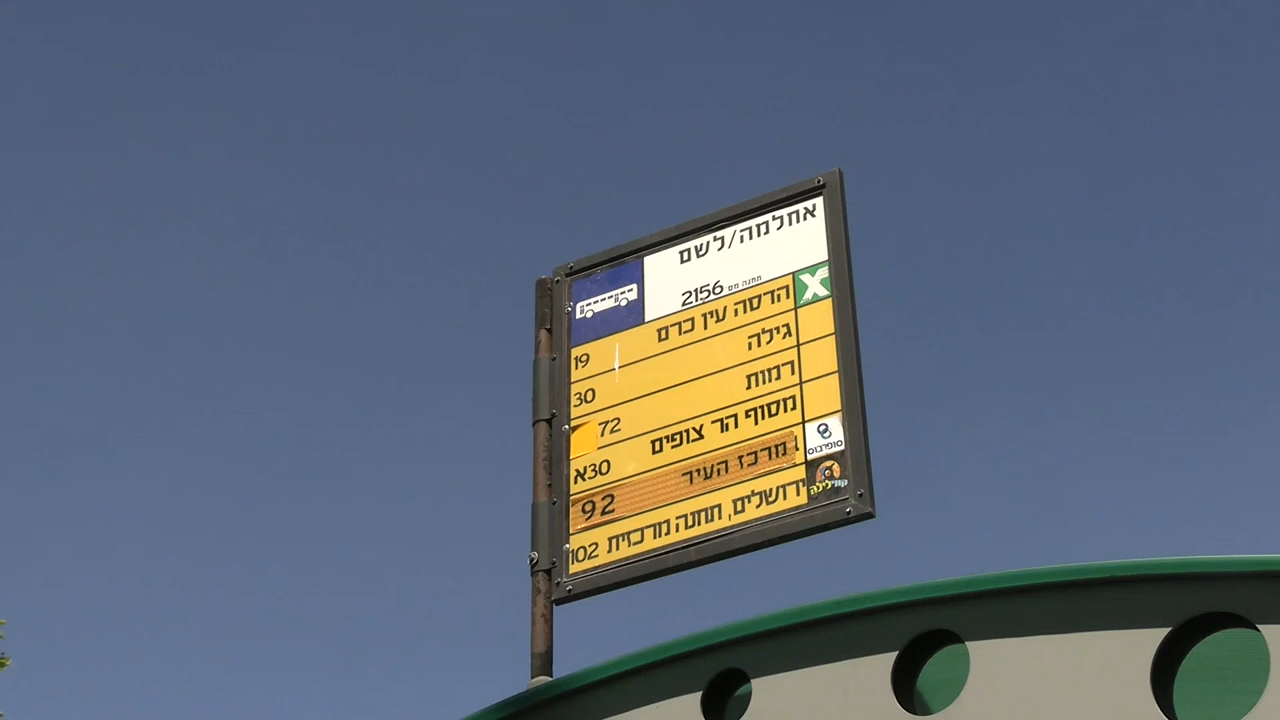 אחלמה/לשם
תחנה מס׳ 2156
הדסה עין כרם 19
גילה 30
רמות 72
מסוף הר צופים 30א
סופרבוס
מרכז העיר 92
קווילילה
ירושלים, תחנה מרכזית 102